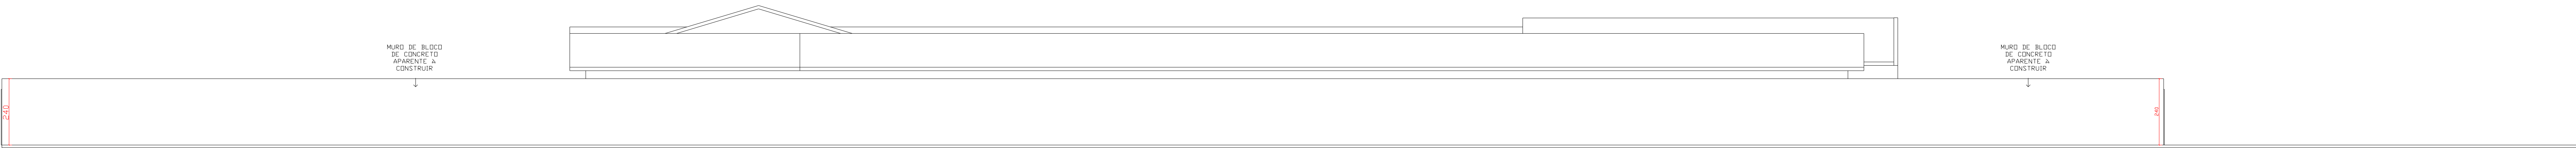 MURO DE BLOCO
DE CONCRETO
APARENTE A
CONSTRUIR
MURO DE BLOCO
DE CONCRETO
APARENTE A
CONSTRUIR
240
240